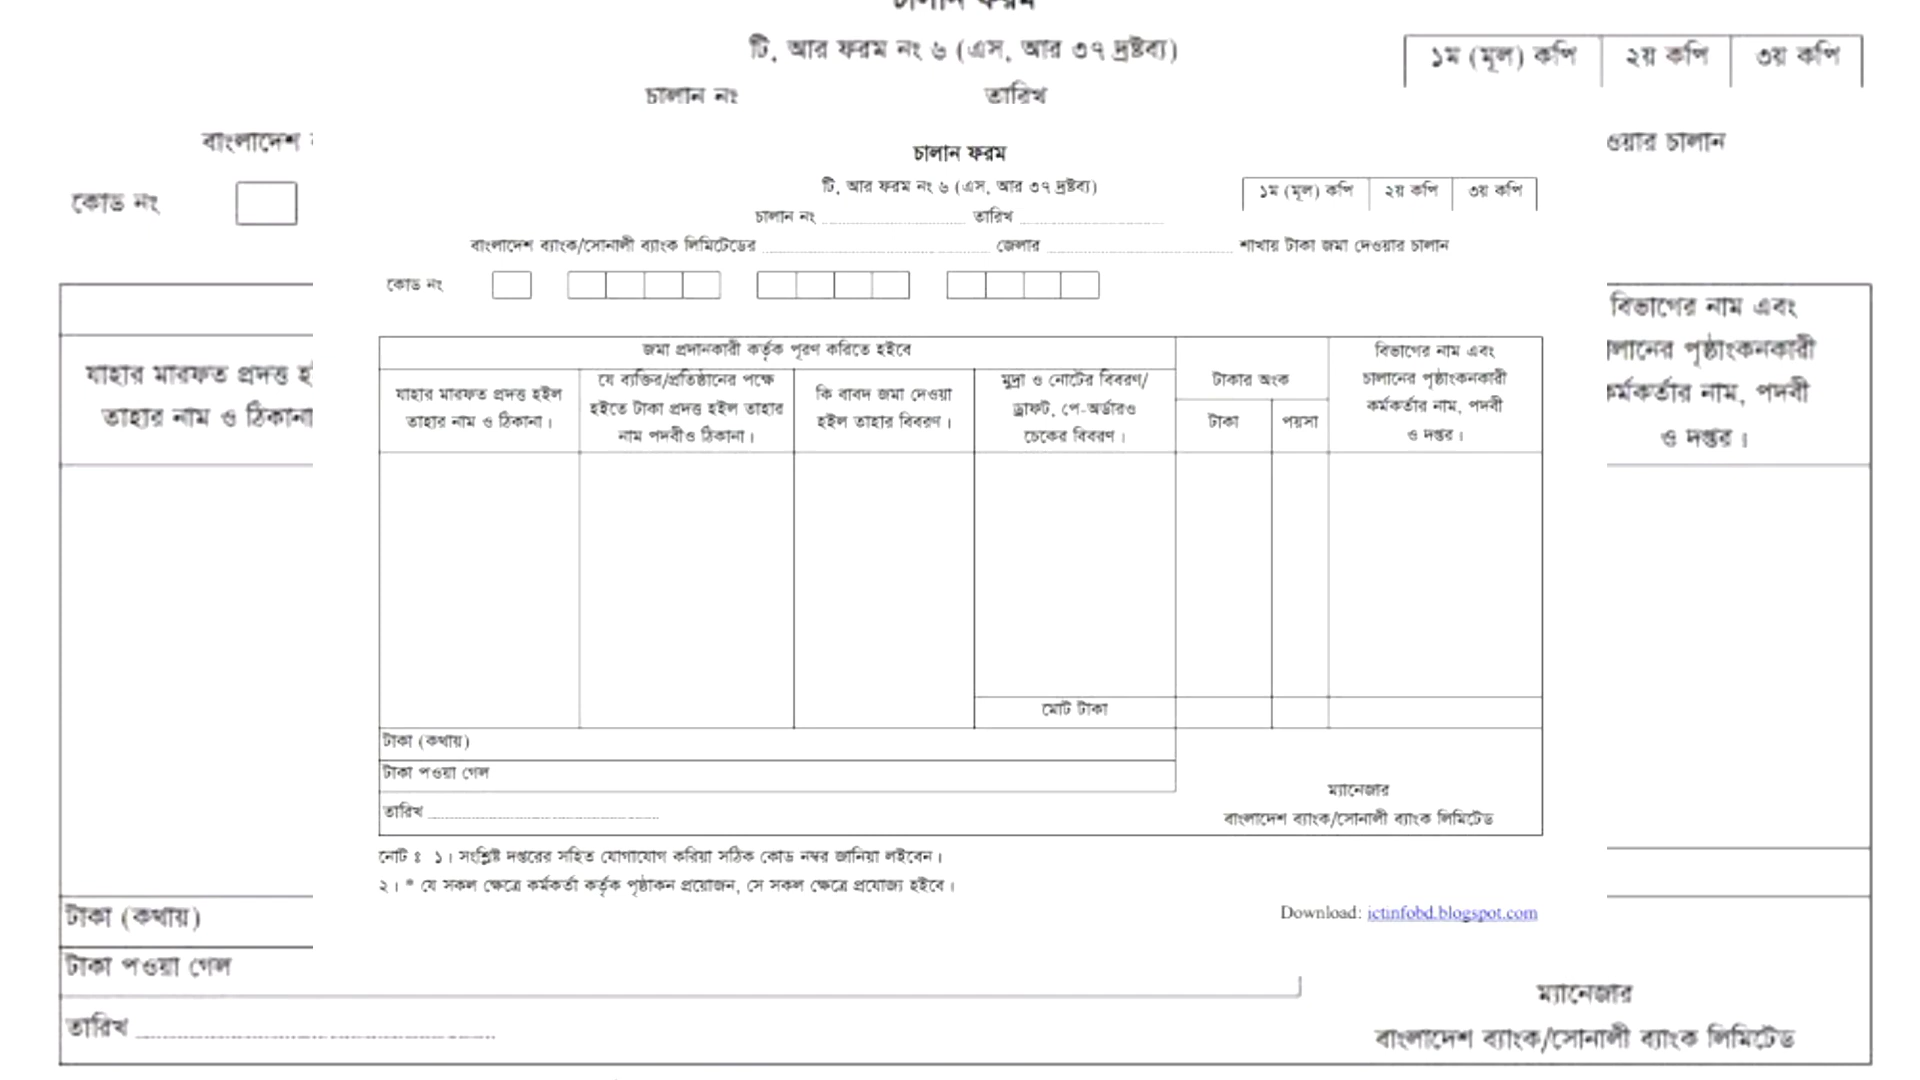 চালান ফরম
টি, আর ফরম নং ৬ (এস, আর ৩৭ দ্রষ্টব্য)
১ম (মূল) কপি ২য় কপি ৩য় কপি
চালান নং তারিখ
বাংলাদেশ
ওয়ার চালান
কোড নং
বিভাগের নাম এবং
লানের পৃষ্ঠাংকনকারী
র্মকর্তার নাম, পদবী
ও দপ্তর।
যাহার মারফত প্রদত্ত হই
তাহার নাম ও ঠিকানা
চালান ফরম
টি, আর ফরম নং ৬ (এস, আর ৩৭ দ্রষ্টব্য)
১ম (মূল) কপি ২য় কপি ৩য় কপি
চালান নং তারিখ
বাংলাদেশ ব্যাংক/সোনালী ব্যাংক লিমিটেডের জেলার শাখায় টাকা জমা দেওয়ার চালান
কোড নং
জমা প্রদানকারী কর্তৃক পূরণ করিতে হইবে
যাহার মারফত প্রদত্ত হইল
তাহার নাম ও ঠিকানা।
যে ব্যক্তির/প্রতিষ্ঠানের পক্ষে
হইতে টাকা প্রদত্ত হইল তাহার
নাম পদবীও ঠিকানা।
কি বাবদ জমা দেওয়া
হইল তাহার বিবরণ।
মুদ্রা ও নোটের বিবরণ/
ড্রাফট, পে-অর্ডারও
চেকের বিবরণ।
টাকার অংক
টাকা পয়সা
বিভাগের নাম এবং
চালানের পৃষ্ঠাংকনকারী
কর্মকর্তার নাম, পদবী
ও দপ্তর।
মোট টাকা
টাকা (কথায়)
টাকা পওয়া গেল
তারিখ
ম্যানেজার
বাংলাদেশ ব্যাংক/সোনালী ব্যাংক লিমিটেড
নোট ঃ ১। সংশ্লিষ্ট দপ্তরের সহিত যোগাযোগ করিয়া সঠিক কোড নম্বর জানিয়া লইবেন।
২। * যে সকল ক্ষেত্রে কর্মকর্তা কর্তৃক পৃষ্ঠাকন প্রয়োজন, সে সকল ক্ষেত্রে প্রযোজ্য হইবে।
Download: ictinfobd.blogspot.com
টাকা (কথায়)
টাকা পওয়া গেল
তারিখ
ম্যানেজার
বাংলাদেশ ব্যাংক/সোনালী ব্যাংক লিমিটেড